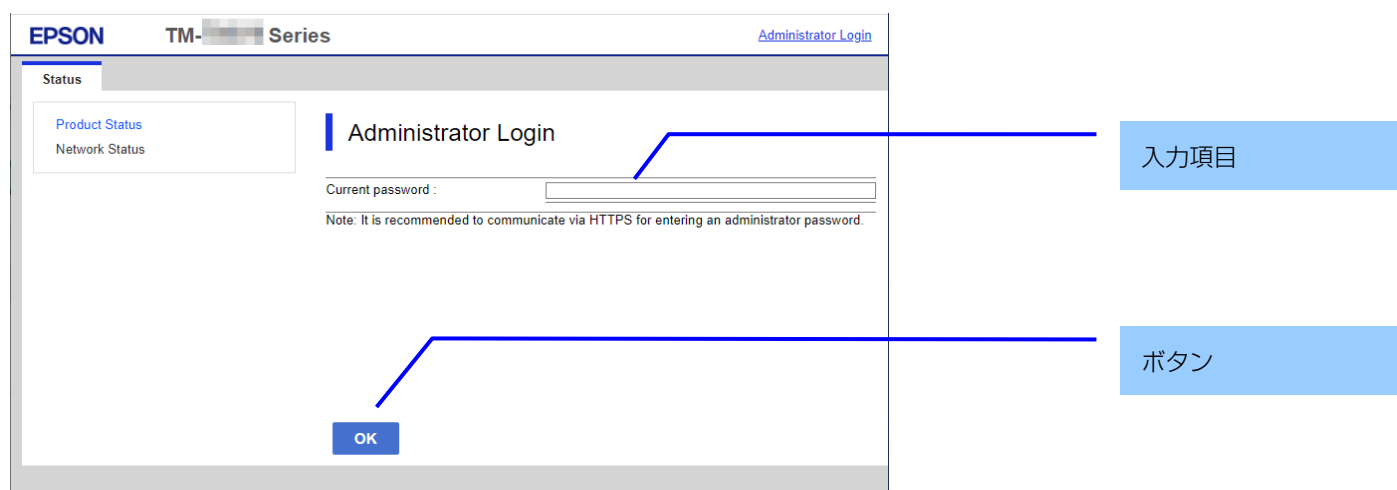 EPSON TM- Series Administrator Login
Status
Product Status
Network Status
Administrator Login
Current password :
Note: It is recommended to communicate via HTTPS for entering an administrator password.
OK
入力項目
ボタン